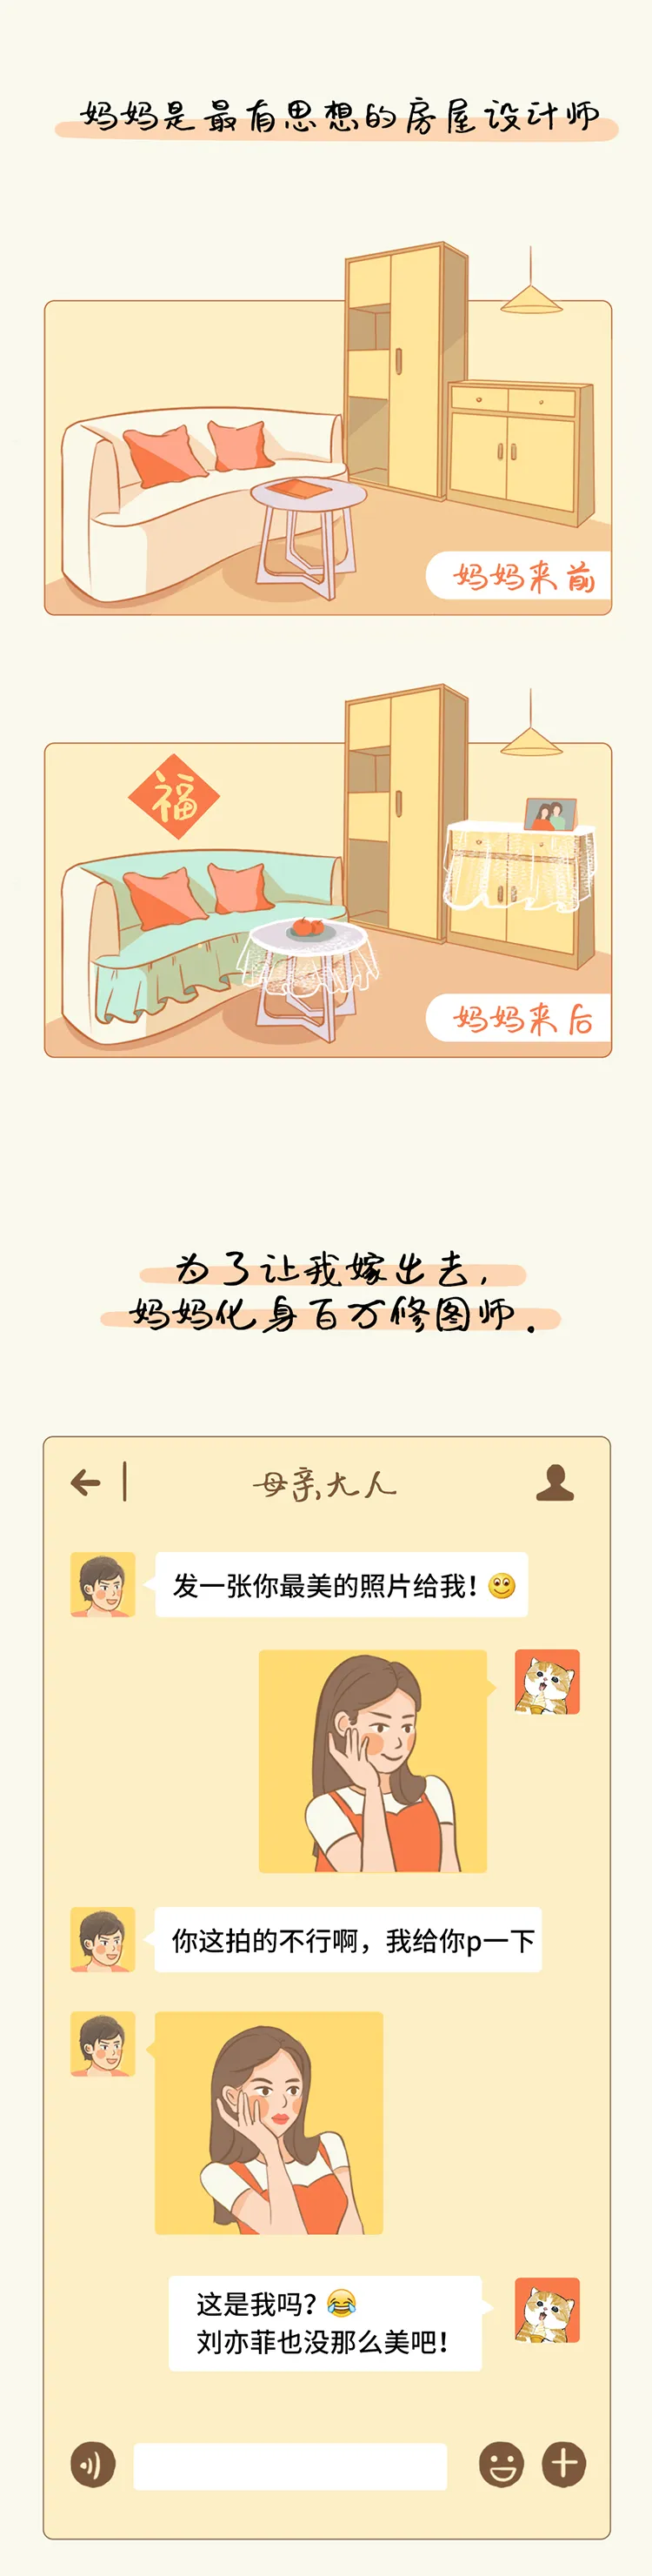 妈妈是最有思想的房屋设计师
妈妈来前
福
妈妈来后
为了让我嫁出去,
妈妈化身百万修图师.
母亲大人
发一张你最美的照片给我!
你这拍的不行啊，我给你p一下
这是我吗？
刘亦菲也没那么美吧!